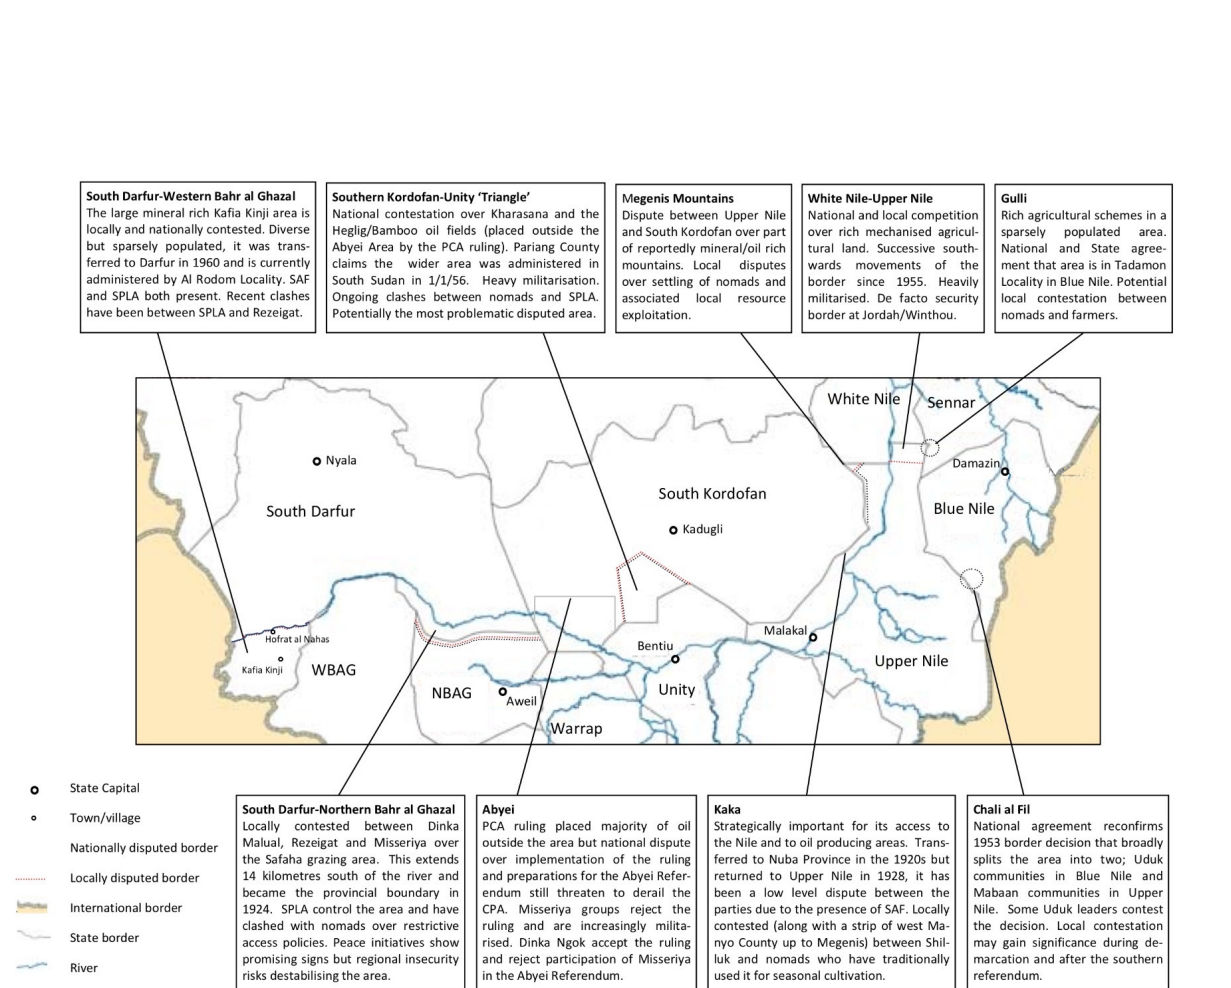 South Darfur-Western Bahr al Ghazal
The large mineral rich Kafia Kinji area is
locally and nationally contested. Diverse
but sparsely populated, it was trans-
ferred to Darfur in 1960 and is currently
administered by Al Rodom Locality. SAF
and SPLA both present. Recent clashes
have been between SPLA and Rezeigat.
Southern Kordofan-Unity ‘Triangle’
National contestation over Kharasana and the
Heglig/Bamboo oil fields (placed outside the
Abyei Area by the PCA ruling). Pariang County
claims the wider area was administered in
South Sudan in 1/1/56. Heavy militarisation.
Ongoing clashes between nomads and SPLA.
Potentially the most problematic disputed area.
Megenis Mountains
Dispute between Upper Nile
and South Kordofan over part
of reportedly mineral/oil rich
mountains. Local disputes
over settling of nomads and
associated local resource
exploitation.
White Nile-Upper Nile
National and local competition
over rich mechanised agricul-
tural land. Successive south-
wards movements of the
border since 1955. Heavily
militarised. De facto security
border at Jordah/Winthou.
Gulli
Rich agricultural schemes in a
sparsely populated area.
National and State agree-
ment that area is in Tadamon
Locality in Blue Nile. Potential
local contestation between
nomads and farmers.
White Nile
Sennar
Nyala
Damazin
South Kordofan
South Darfur
Blue Nile
Kadugli
Malakal
Hofrat al Nahas
Bentiu
Kafia Kinji
WBAG
Upper Nile
NBAG
Unity
Aweil
Warrap
State Capital
Town/village
Nationally disputed border
Locally disputed border
International border
State border
River
South Darfur-Northern Bahr al Ghazal
Locally contested between Dinka
Malual, Rezeigat and Misseriya over
the Safaha grazing area. This extends
14 kilometres south of the river and
became the provincial boundary in
1924. SPLA control the area and have
clashed with nomads over restrictive
access policies. Peace initiatives show
promising signs but regional insecurity
risks destabilising the area.
Abyei
PCA ruling placed majority of oil
outside the area but national dispute
over implementation of the ruling
and preparations for the Abyei Refer-
endum still threaten to derail the
CPA. Misseriya groups reject the
ruling and are increasingly milita-
rised. Dinka Ngok accept the ruling
and reject participation of Misseriya
in the Abyei Referendum.
Kaka
Strategically important for its access to
the Nile and to oil producing areas. Trans-
ferred to Nuba Province in the 1920s but
returned to Upper Nile in 1928, it has
been a low level dispute between the
parties due to the presence of SAF. Locally
contested (along with a strip of west Ma-
nyo County up to Megenis) between Shil-
luk and nomads who have traditionally
used it for seasonal cultivation.
Chali al Fil
National agreement reconfirms
1953 border decision that broadly
splits the area into two; Uduk
communities in Blue Nile and
Mabaan communities in Upper
Nile. Some Uduk leaders contest
the decision. Local contestation
may gain significance during de-
marcation and after the southern
referendum.